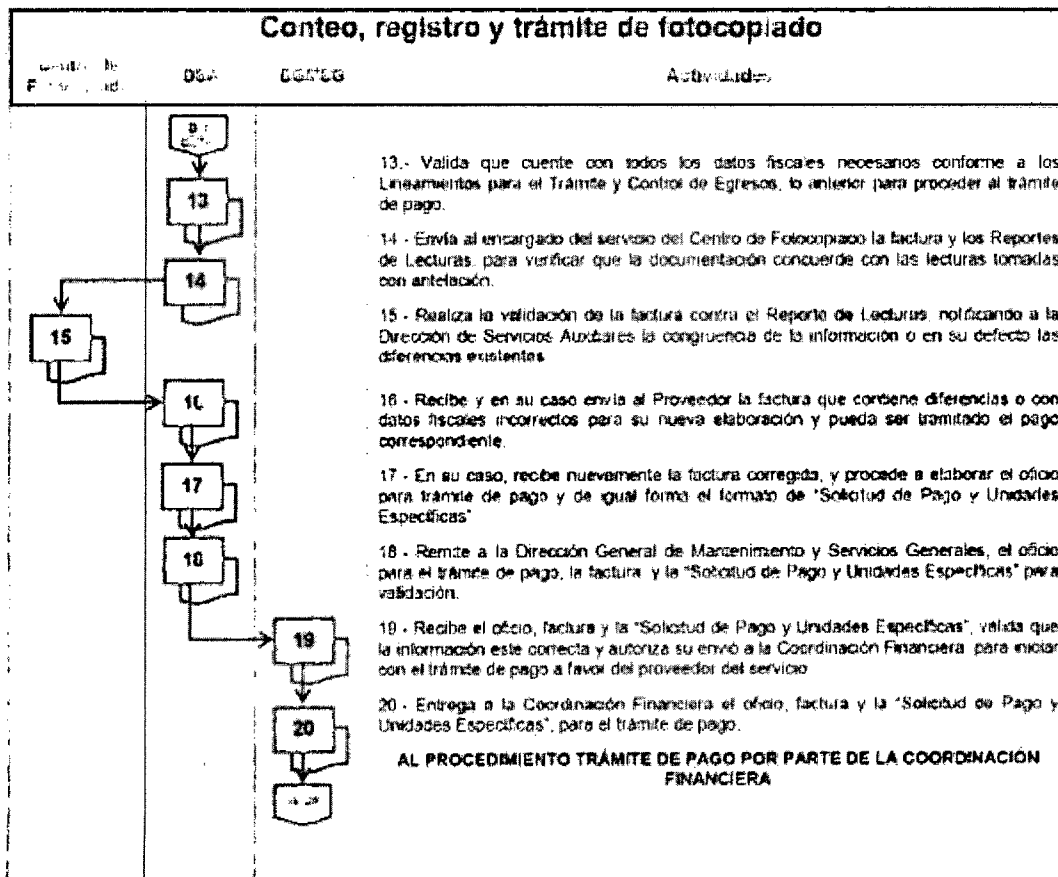 Conteo, registro y trámite de fotocopiado
DSA
Actividades
13.- Valida que cuente con todos los datos fiscales necesarios conforme a los
Lineamientos para el Trámite y Control de Egresos, lo anterior para proceder al trámite
de pago.
13
14 - Envía al encargado del servicio del Centro de Fotocopiado la factura y los Reportes
de Lecturas, para verificar que la documentación concuerde con las lecturas tomadas
con antelación.
14
15 - Realiza la validación de la factura contra el Reporte de Lecturas, notificando a la
Dirección de Servicios Auxiliares la congruencia de la información o en su defecto las
diferencias existentes
15
16 - Recibe y en su caso envía al Proveedor la factura que contiene diferencias o con
datos fiscales incorrectos para su nueva elaboración y pueda ser tramitado el pago
correspondiente.
17 - En su caso, recibe nuevamente la factura corregida, y procede a elaborar el oficio
para trámite de pago y de igual forma el formato de "Solicitud de Pago y Unidades
Específicas"
17
18 - Remite a la Dirección General de Mantenimiento y Servicios Generales, el oficio
para el trámite de pago, la factura y la "Solicitud de Pago y Unidades Específicas" para
validación.
18
19 - Recibe el oficio, factura y la "Solicitud de Pago y Unidades Específicas", valida que
la información este correcta y autoriza su envió a la Coordinación Financiera para iniciar
con el trámite de pago a favor del proveedor del servicio
19
20 - Entrega a la Coordinación Financiera el oficio, factura y la "Solicitud de Pago y
Unidades Específicas", para el trámite de pago.
20
AL PROCEDIMIENTO TRÁMITE DE PAGO POR PARTE DE LA COORDINACIÓN
FINANCIERA